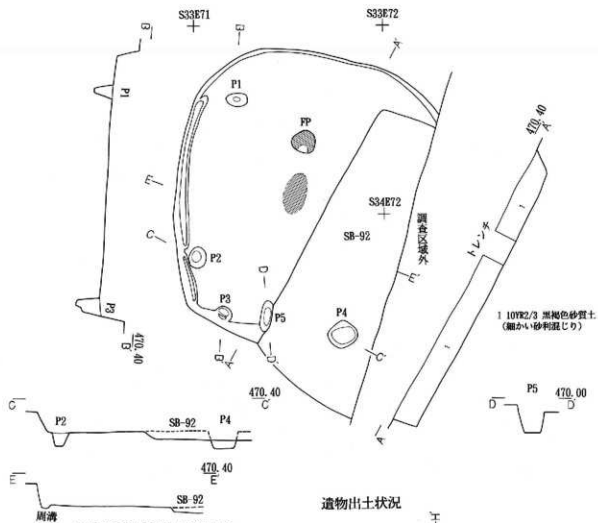 S33E71
S33E72
B
B
A'
P1
P1
FP
470.40
A'
E
S34E72
SB-92
調査区域外
C
トレンチ
1
P2
D
E'
P3
P5
P4
P3
1 10YR2/3 黒褐色砂質土
(細かい砂利混じり)
B'
470.40
B'
A
D'
C'
1
P5
470.00
D
D'
C
P2
SB-92
P4
470.40
C'
A
E
470.40
E'
SB-92
周溝
遺物出土状況